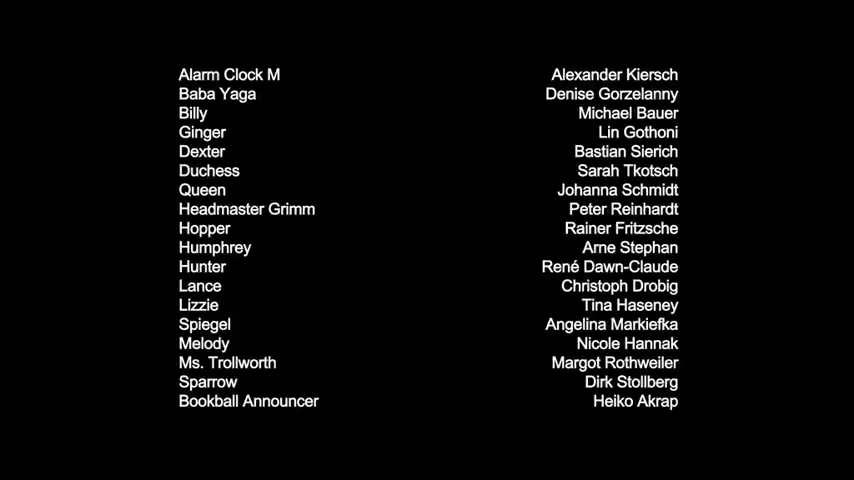 Alarm Clock M Alexander Kiersch
Baba Yaga Denise Gorzelanny
Billy Michael Bauer
Ginger Lin Gothoni
Dexter Bastian Sierich
Duchess Sarah Tkotsch
Queen Johanna Schmidt
Headmaster Grimm Peter Reinhardt
Hopper Rainer Fritzsche
Humphrey Arne Stephan
Hunter René Dawn-Claude
Lance Christoph Drobig
Lizzie Tina Haseney
Spiegel Angelina Markiefka
Melody Nicole Hannak
Ms. Trollworth Margot Rothweiler
Sparrow Dirk Stollberg
Bookball Announcer Heiko Akrap